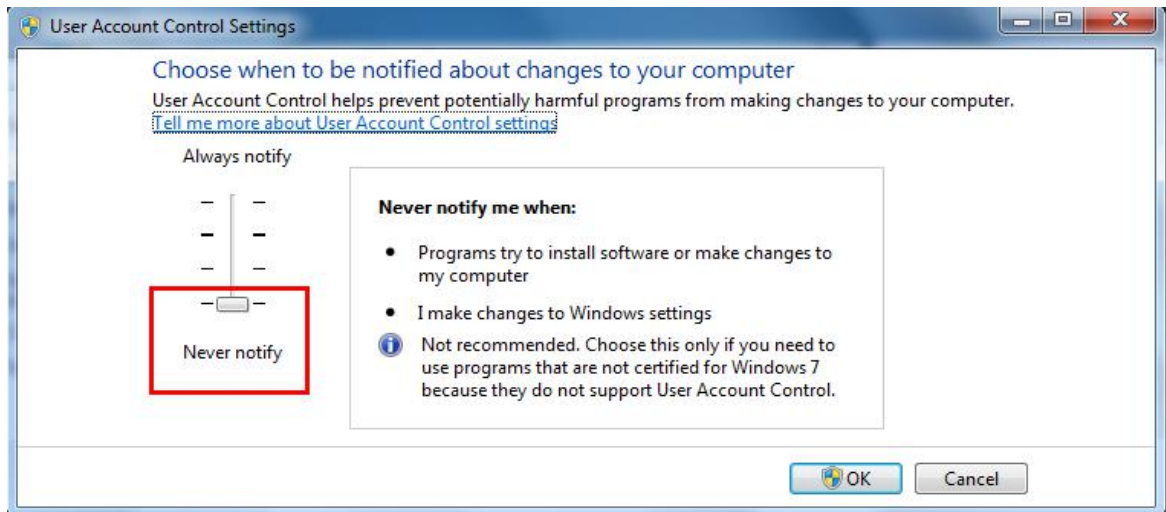 User Account Control Settings
Choose when to be notified about changes to your computer
User Account Control helps prevent potentially harmful programs from making changes to your computer.
Tell me more about User Account Control settings
Always notify
Never notify me when:
Programs try to install software or make changes to
my computer
I make changes to Windows settings
Never notify
Not recommended. Choose this only if you need to
use programs that are not certified for Windows 7
because they do not support User Account Control.
OK
Cancel